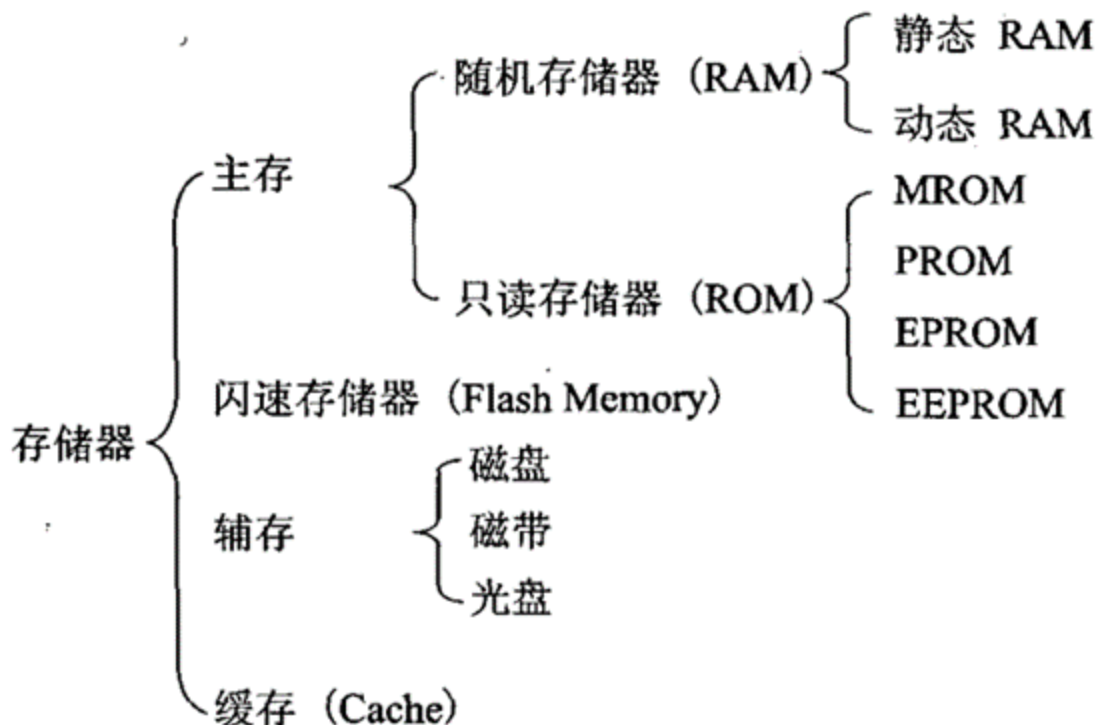 静态 RAM
随机存储器 (RAM)
动态 RAM
主存
MROM
PROM
只读存储器 (ROM)
EPROM
EEPROM
闪速存储器 (Flash Memory)
存储器
磁盘
辅存
磁带
光盘
缓存 (Cache)